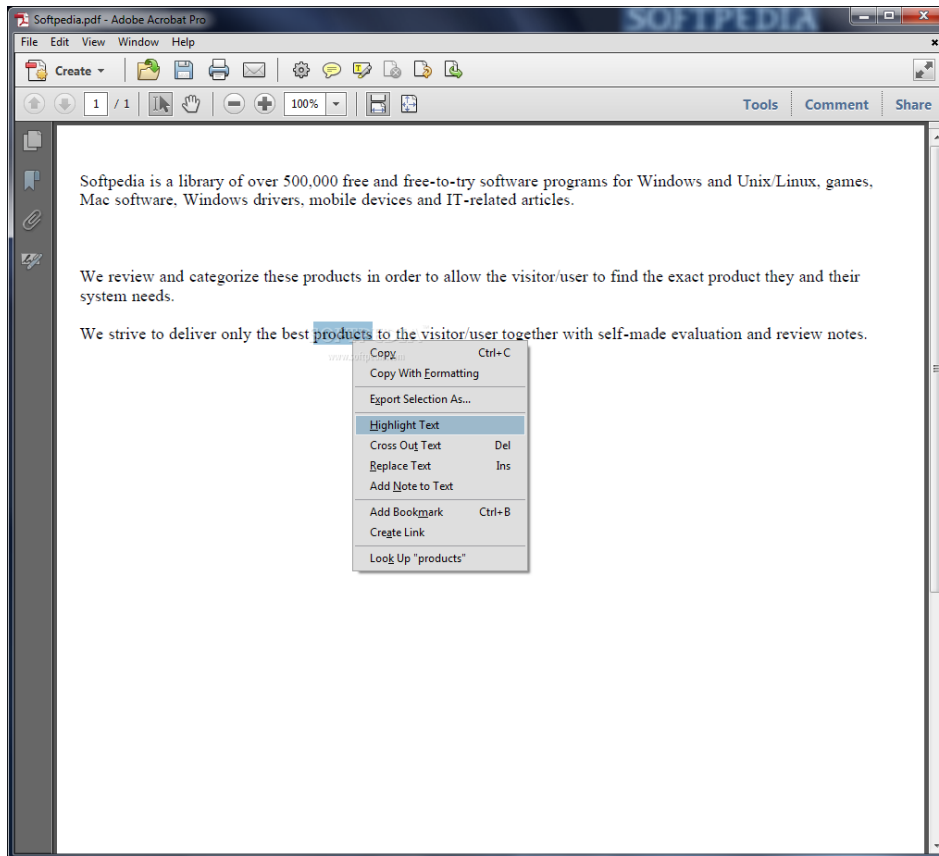 SOFTPEDIA
Softpedia.pdf - Adobe Acrobat Pro
File Edit View Window Help
Create
1 / 1 100% Tools Comment Share
Softpedia is a library of over 500,000 free and free-to-try software programs for Windows and Unix/Linux, games,
Mac software, Windows drivers, mobile devices and IT-related articles.
We review and categorize these products in order to allow the visitor/user to find the exact product they and their
system needs.
We strive to deliver only the best products to the visitor/user together with self-made evaluation and review notes.
Copy Ctrl+C
Copy With Formatting
Export Selection As...
Highlight Text
Cross Out Text Del
Replace Text Ins
Add Note to Text
Add Bookmark Ctrl+B
Create Link
Look Up "products"